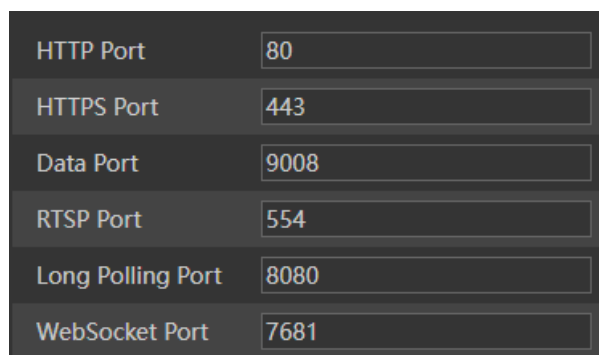 HTTP Port 80
HTTPS Port 443
Data Port 9008
RTSP Port 554
Long Polling Port 8080
WebSocket Port 7681